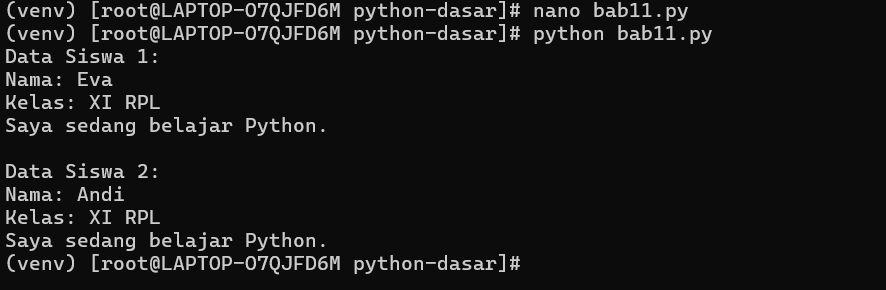 (venv) [root@LAPTOP-O7QJFD6M python-dasar]# nano bab11.py
(venv) [root@LAPTOP-O7QJFD6M python-dasar]# python bab11.py
Data Siswa 1:
Nama: Eva
Kelas: XI RPL
Saya sedang belajar Python.

Data Siswa 2:
Nama: Andi
Kelas: XI RPL
Saya sedang belajar Python.
(venv) [root@LAPTOP-O7QJFD6M python-dasar]#